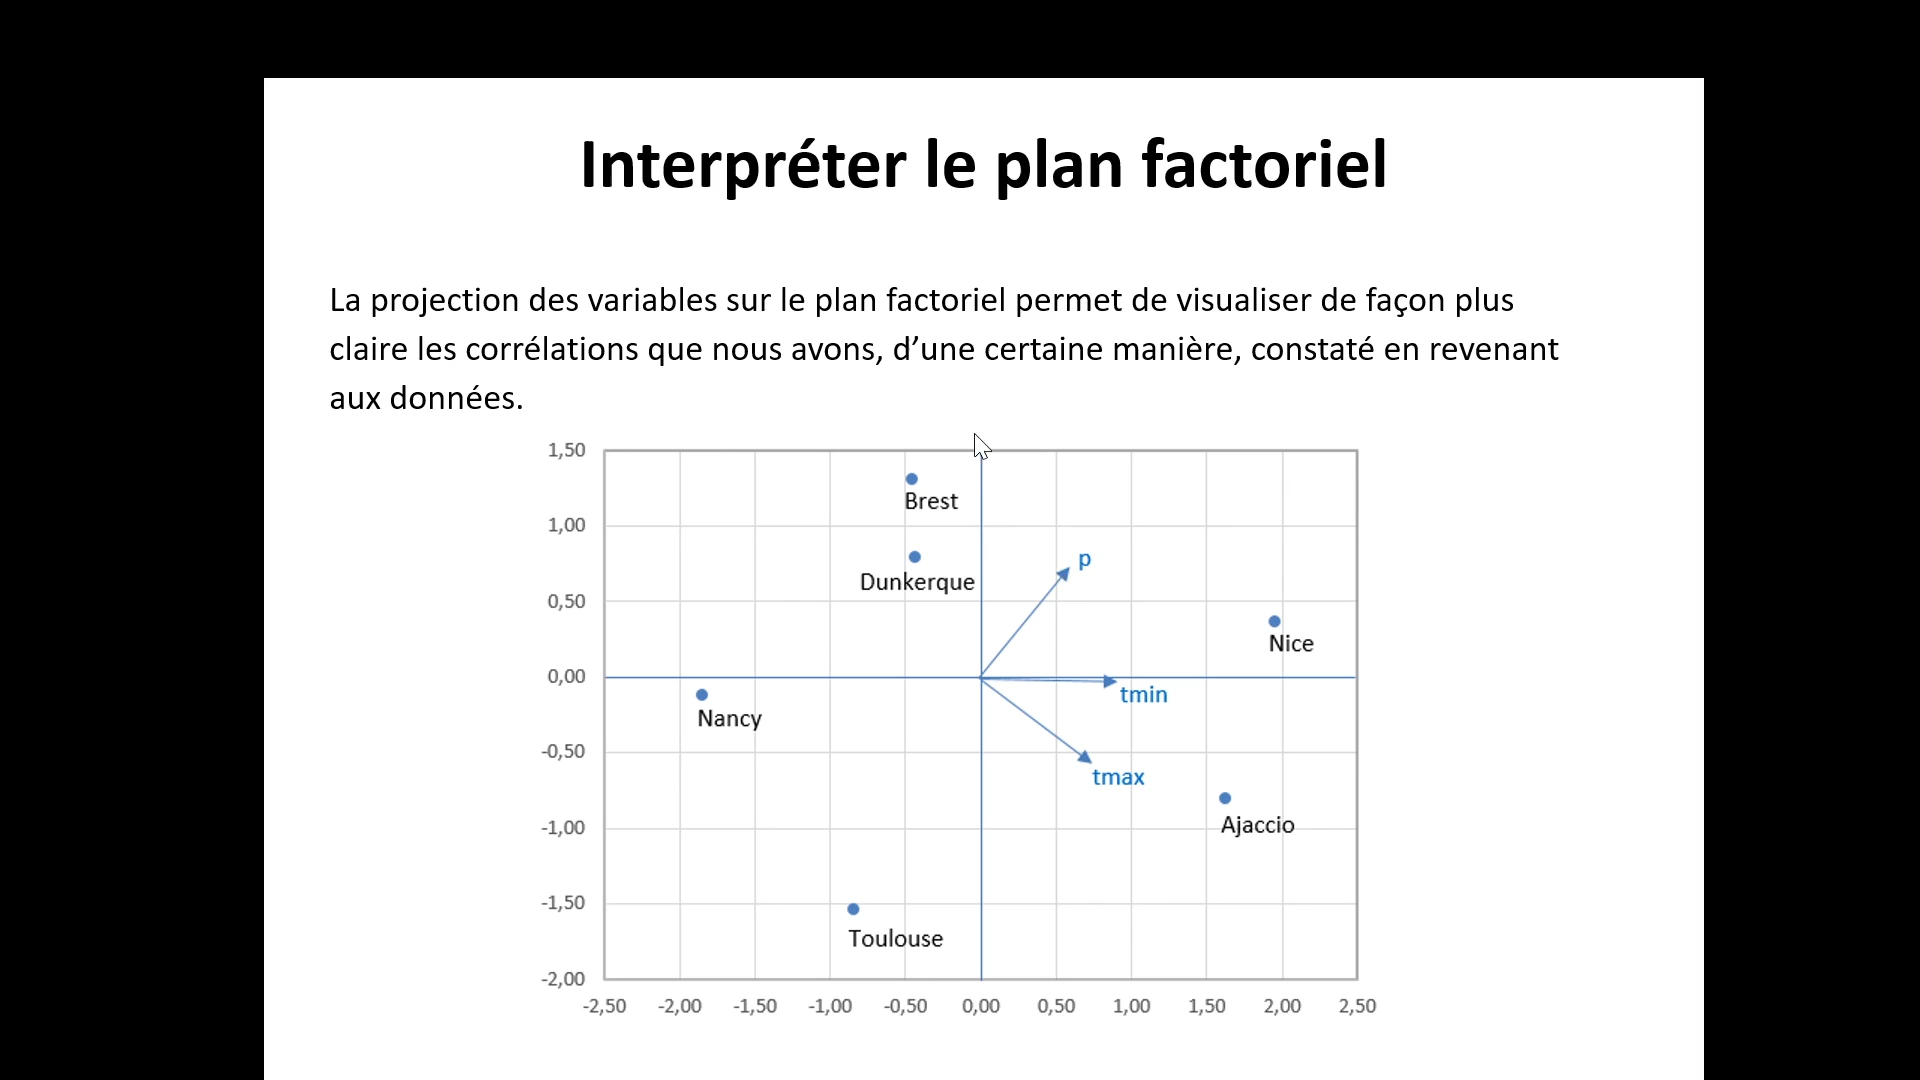 Interpréter le plan factoriel
La projection des variables sur le plan factoriel permet de visualiser de façon plus
claire les corrélations que nous avons, d’une certaine manière, constaté en revenant
aux données.
1,50
Brest
1,00
p
Dunkerque
0,50
Nice
0,00
tmin
Nancy
-0,50
tmax
Ajaccio
-1,00
-1,50
Toulouse
-2,00
-2,50 -2,00 -1,50 -1,00 -0,50 0,00 0,50 1,00 1,50 2,00 2,50